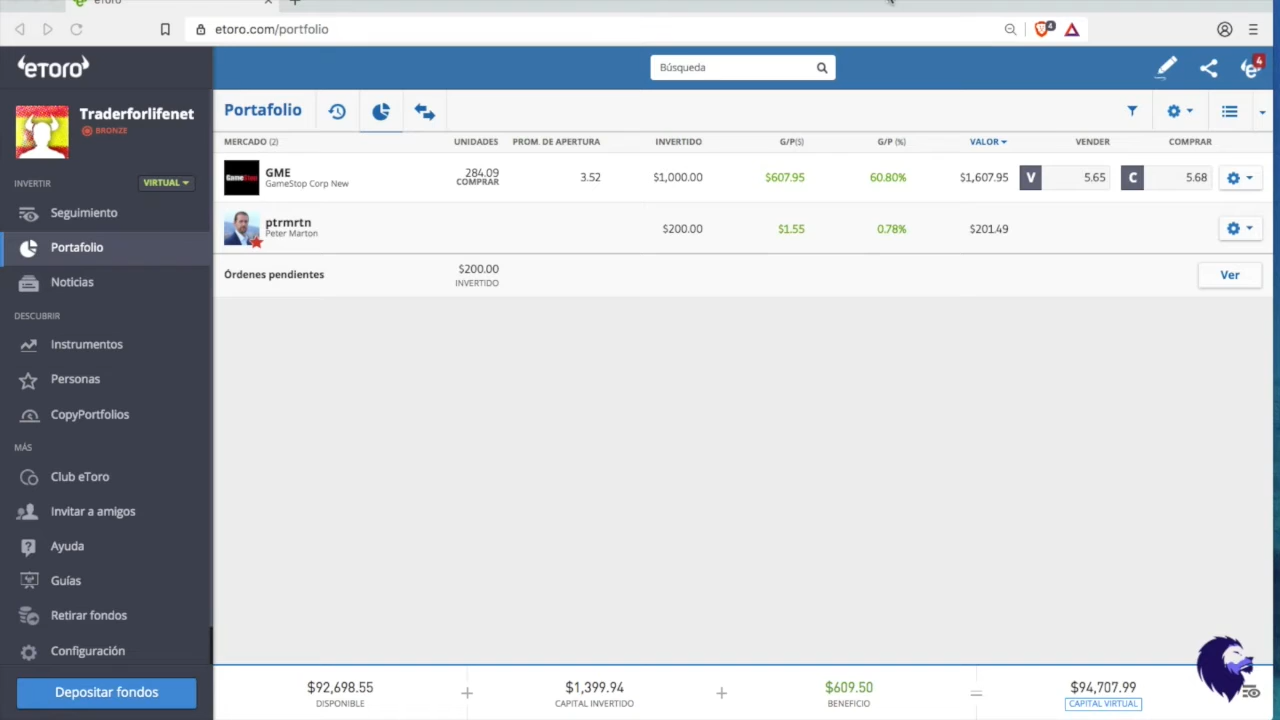 etoro
etoro.com/portfolio
4
eToro
Búsqueda
4
Traderforlifenet
BRONZE
INVERTIR
VIRTUAL
Seguimiento
Portafolio
Noticias
DESCUBRIR
Instrumentos
Personas
CopyPortfolios
MÁS
Club eToro
Invitar a amigos
Ayuda
Guías
Retirar fondos
Configuración
Depositar fondos
Portafolio
MERCADO (2) UNIDADES PROM. DE APERTURA INVERTIDO G/P($) G/P (%) VALOR VENDER COMPRAR
GameStop
GME 284.09 3.52 $1,000.00 $607.95 60.80% $1,607.95 V 5.65 C 5.68
GameStop Corp New COMPRAR
ptrmrtn $200.00 $1.55 0.78% $201.49
Peter Marton
Órdenes pendientes $200.00 Ver
INVERTIDO
$92,698.55 + $1,399.94 + $609.50 = $94,707.99
DISPONIBLE CAPITAL INVERTIDO BENEFICIO CAPITAL VIRTUAL